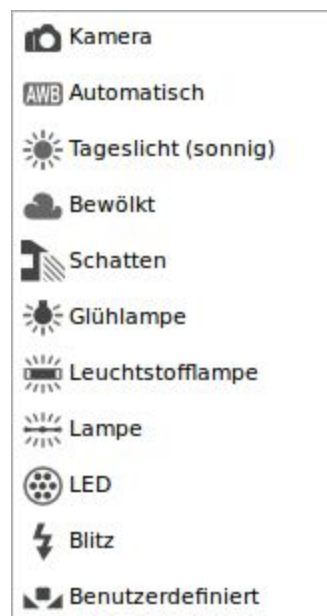 Kamera
AWB Automatisch
Tageslicht (sonnig)
Bewölkt
Schatten
Glühlampe
Leuchtstofflampe
Lampe
LED
Blitz
Benutzerdefiniert